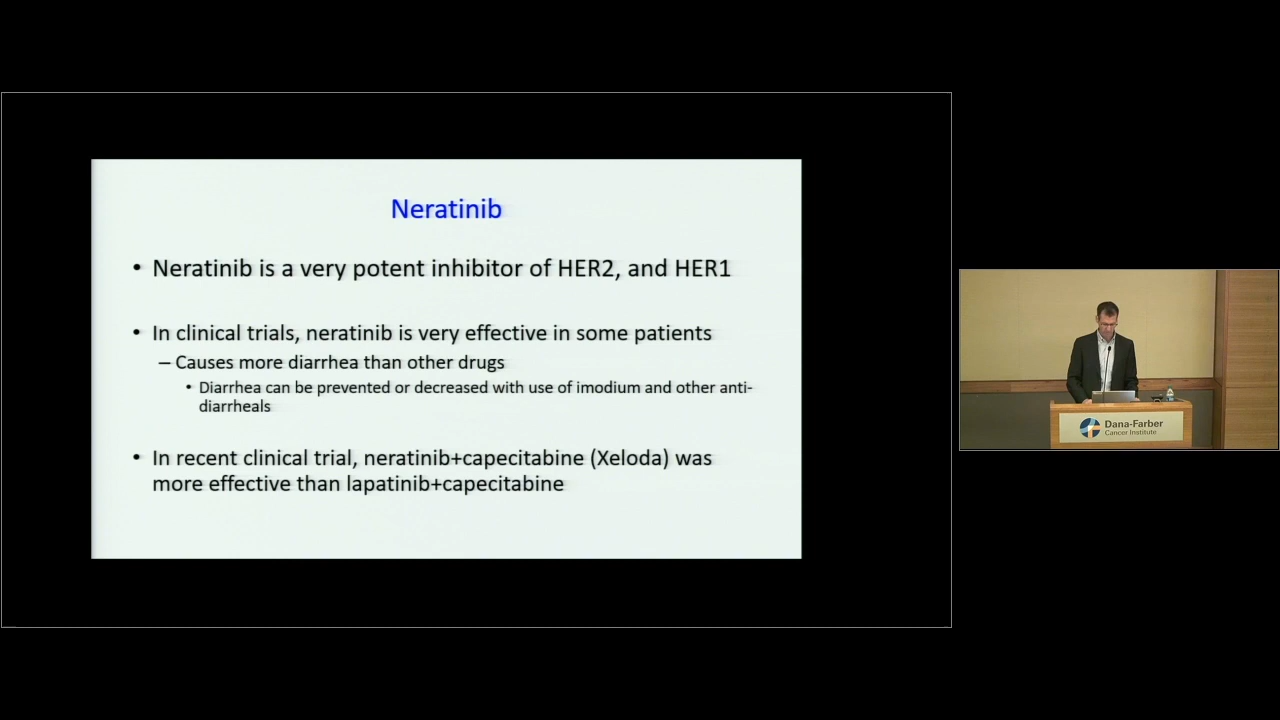 Neratinib
• Neratinib is a very potent inhibitor of HER2, and HER1
• In clinical trials, neratinib is very effective in some patients
– Causes more diarrhea than other drugs
• Diarrhea can be prevented or decreased with use of imodium and other anti-
diarrheals
• In recent clinical trial, neratinib+capecitabine (Xeloda) was
more effective than lapatinib+capecitabine
Dana-Farber
Cancer Institute